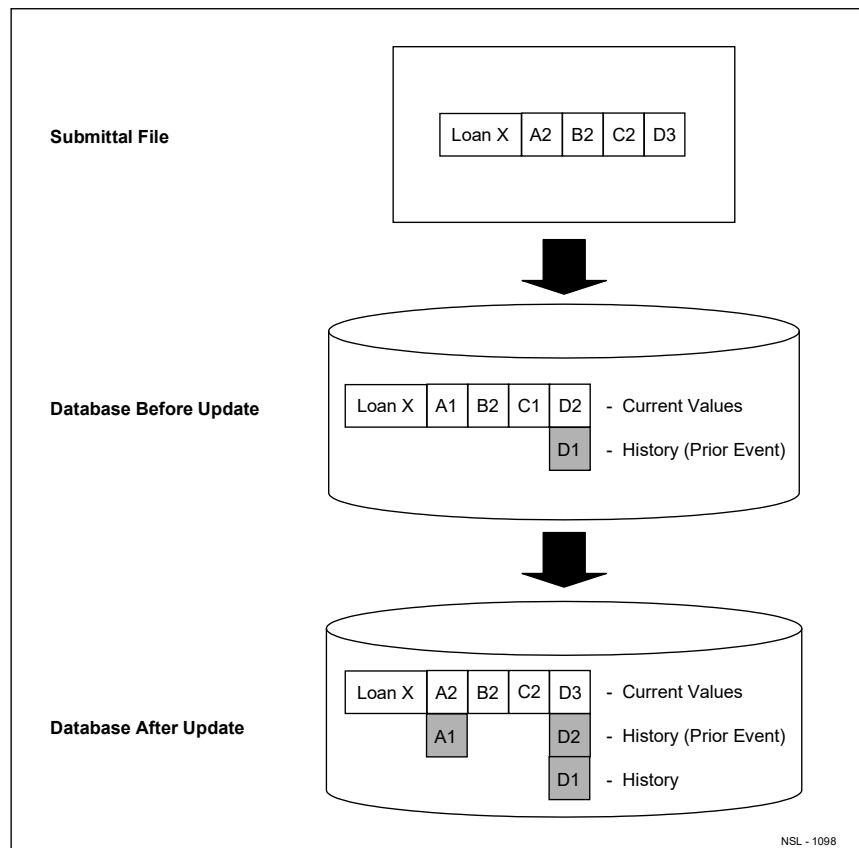 Submittal File
Loan X A2 B2 C2 D3
Database Before Update
Loan X A1 B2 C1 D2 - Current Values
D1 - History (Prior Event)
Database After Update
Loan X A2 B2 C2 D3 - Current Values
A1 D2 - History (Prior Event)
D1 - History
NSL - 1098